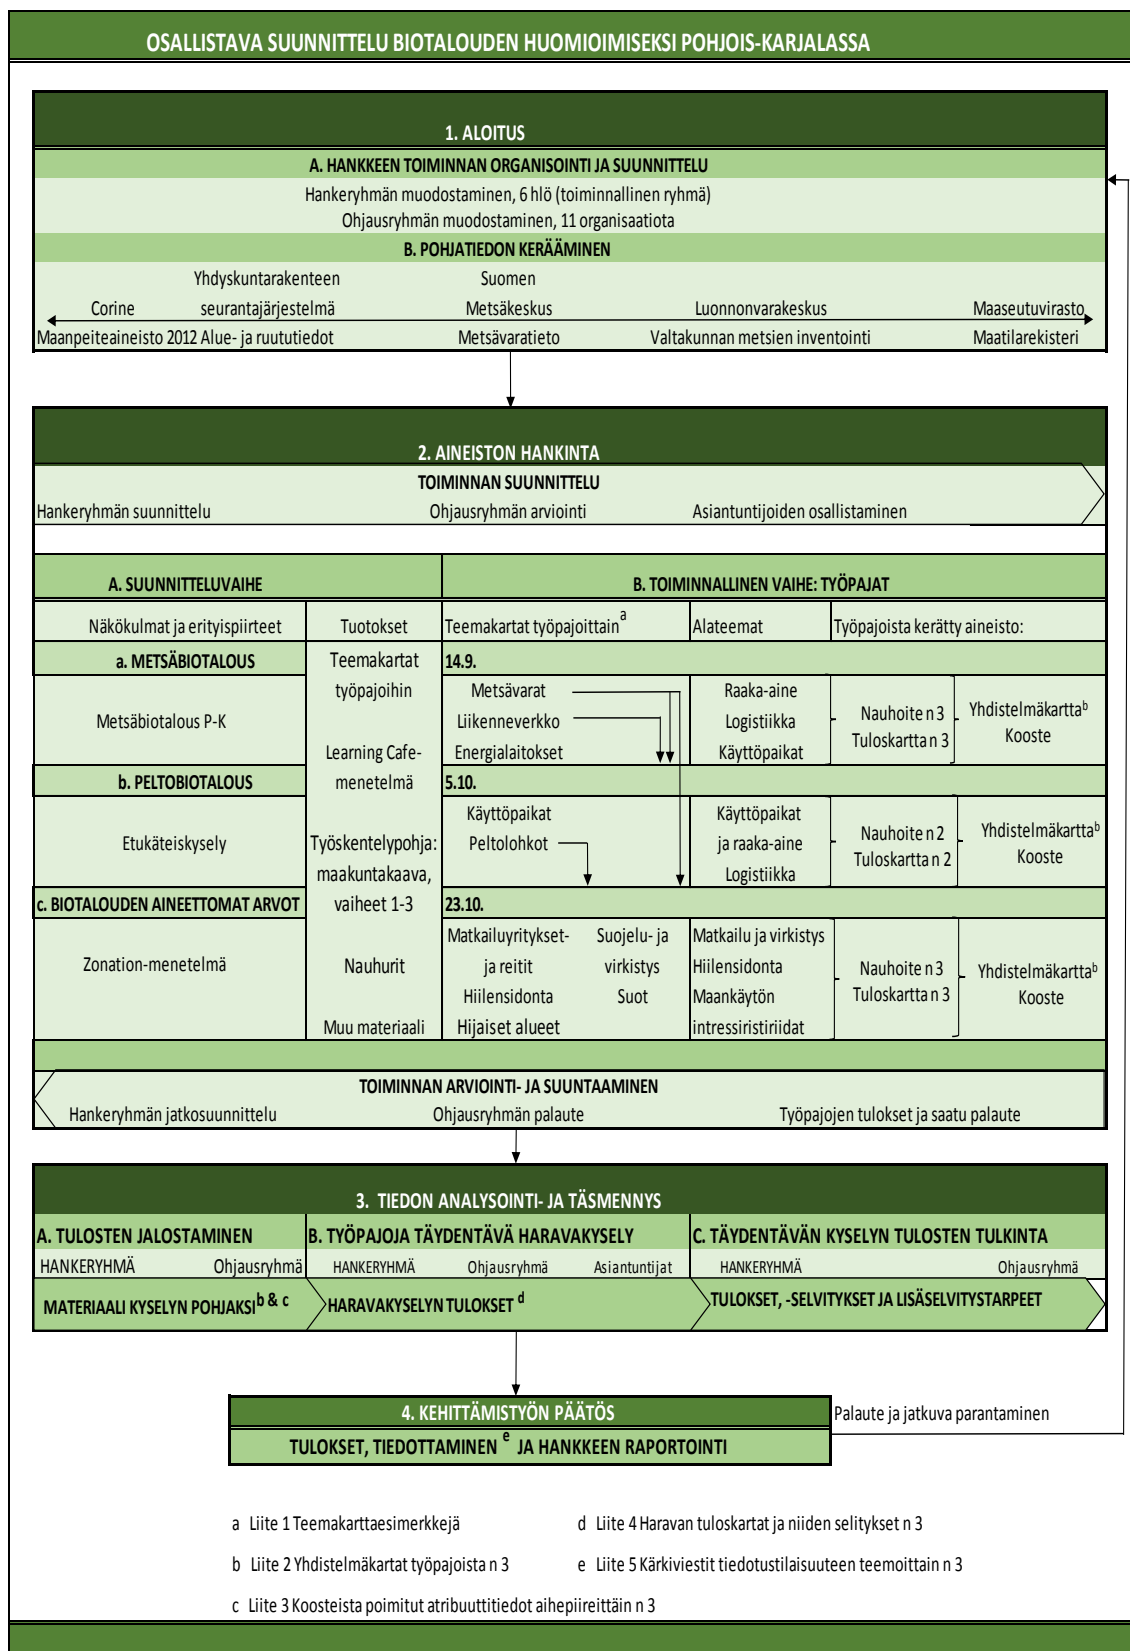 OSALLISTAVA SUUNNITTELU BIOTALOUDEN HUOMIOIMISEKSI POHJOIS-KARJALASSA
1. ALOITUS
A. HANKKEEN TOIMINNAN ORGANISOINTI JA SUUNNITTELU
Hankeryhmän muodostaminen, 6 hlö (toiminnallinen ryhmä)
Ohjausryhmän muodostaminen, 11 organisaatiota
B. POHJATIEDON KERÄÄMINEN
Yhdyskuntarakenteen Suomen
Corine seurantajärjestelmä Metsäkeskus Luonnonvarakeskus Maaseutuvirasto
Maanpeiteaineisto 2012 Alue- ja ruututiedot Metsävaratieto Valtakunnan metsien inventointi Maatilarekisteri
2. AINEISTON HANKINTA
TOIMINNAN SUUNNITTELU
Hankeryhmän suunnittelu Ohjausryhmän arviointi Asiantuntijoiden osallistaminen
A. SUUNNITTELUVAIHE B. TOIMINNALLINEN VAIHE: TYÖPAJAT
Näkökulmat ja erityispiirteet Tuotokset Teemakartat työpajoittain a Alateemat Työpajoista kerätty aineisto:
a. METSÄBIOTALOUS Teemakartat 14.9.
työpajoihin Metsävarat Raaka-aine
Metsäbiotalous P-K Liikenneverkko Logistiikka Nauhoite n 3 Yhdistelmäkartta b
Learning Cafe- Energialaitokset Käyttöpaikat Tuloskartta n 3 Kooste
b. PELTOBIOTALOUS menetelmä 5.10.
Käyttöpaikat Käyttöpaikat
Etukäteiskysely Työskentelypohja: Peltolohkot ja raaka-aine Nauhoite n 2 Yhdistelmäkartta b
maakuntakaava, Logistiikka Tuloskartta n 2 Kooste
c. BIOTALOUDEN AINEETTOMAT ARVOT vaiheet 1-3 23.10.
Matkailuyritykset- Suojelu- ja Matkailu ja virkistys
Zonation-menetelmä Nauhurit ja reitit virkistys Hiilensidonta Nauhoite n 3 Yhdistelmäkartta b
Hiilensidonta Suot Maankäytön Tuloskartta n 3 Kooste
Muu materiaali Hijaiset alueet intressiristiriidat
TOIMINNAN ARVIOINTI- JA SUUNTAAMINEN
Hankeryhmän jatkosuunnittelu Ohjausryhmän palaute Työpajojen tulokset ja saatu palaute
3. TIEDON ANALYSOINTI- JA TÄSMENNYS
A. TULOSTEN JALOSTAMINEN B. TYÖPAJOJA TÄYDENTÄVÄ HARAVAKYSELY C. TÄYDENTÄVÄN KYSELYN TULOSTEN TULKINTA
HANKERYHMÄ Ohjausryhmä HANKERYHMÄ Ohjausryhmä Asiantuntijat HANKERYHMÄ Ohjausryhmä
MATERIAALI KYSELYN POHJAKSI b & c HARAVAKYSELYN TULOKSET d TULOKSET, -SELVITYKSET JA LISÄSELVITYSTARPEET
4. KEHITTÄMISTYÖN PÄÄTÖS Palaute ja jatkuva parantaminen
TULOKSET, TIEDOTTAMINEN e JA HANKKEEN RAPORTOINTI
a Liite 1 Teemakarttaesimerkkejä d Liite 4 Haravan tuloskartat ja niiden selitykset n 3
b Liite 2 Yhdistelmäkartat työpajoista n 3 e Liite 5 Kärkiviestit tiedotustilaisuuteen teemoittain n 3
c Liite 3 Koosteista poimitut atribuuttitiedot aihepiireittäin n 3